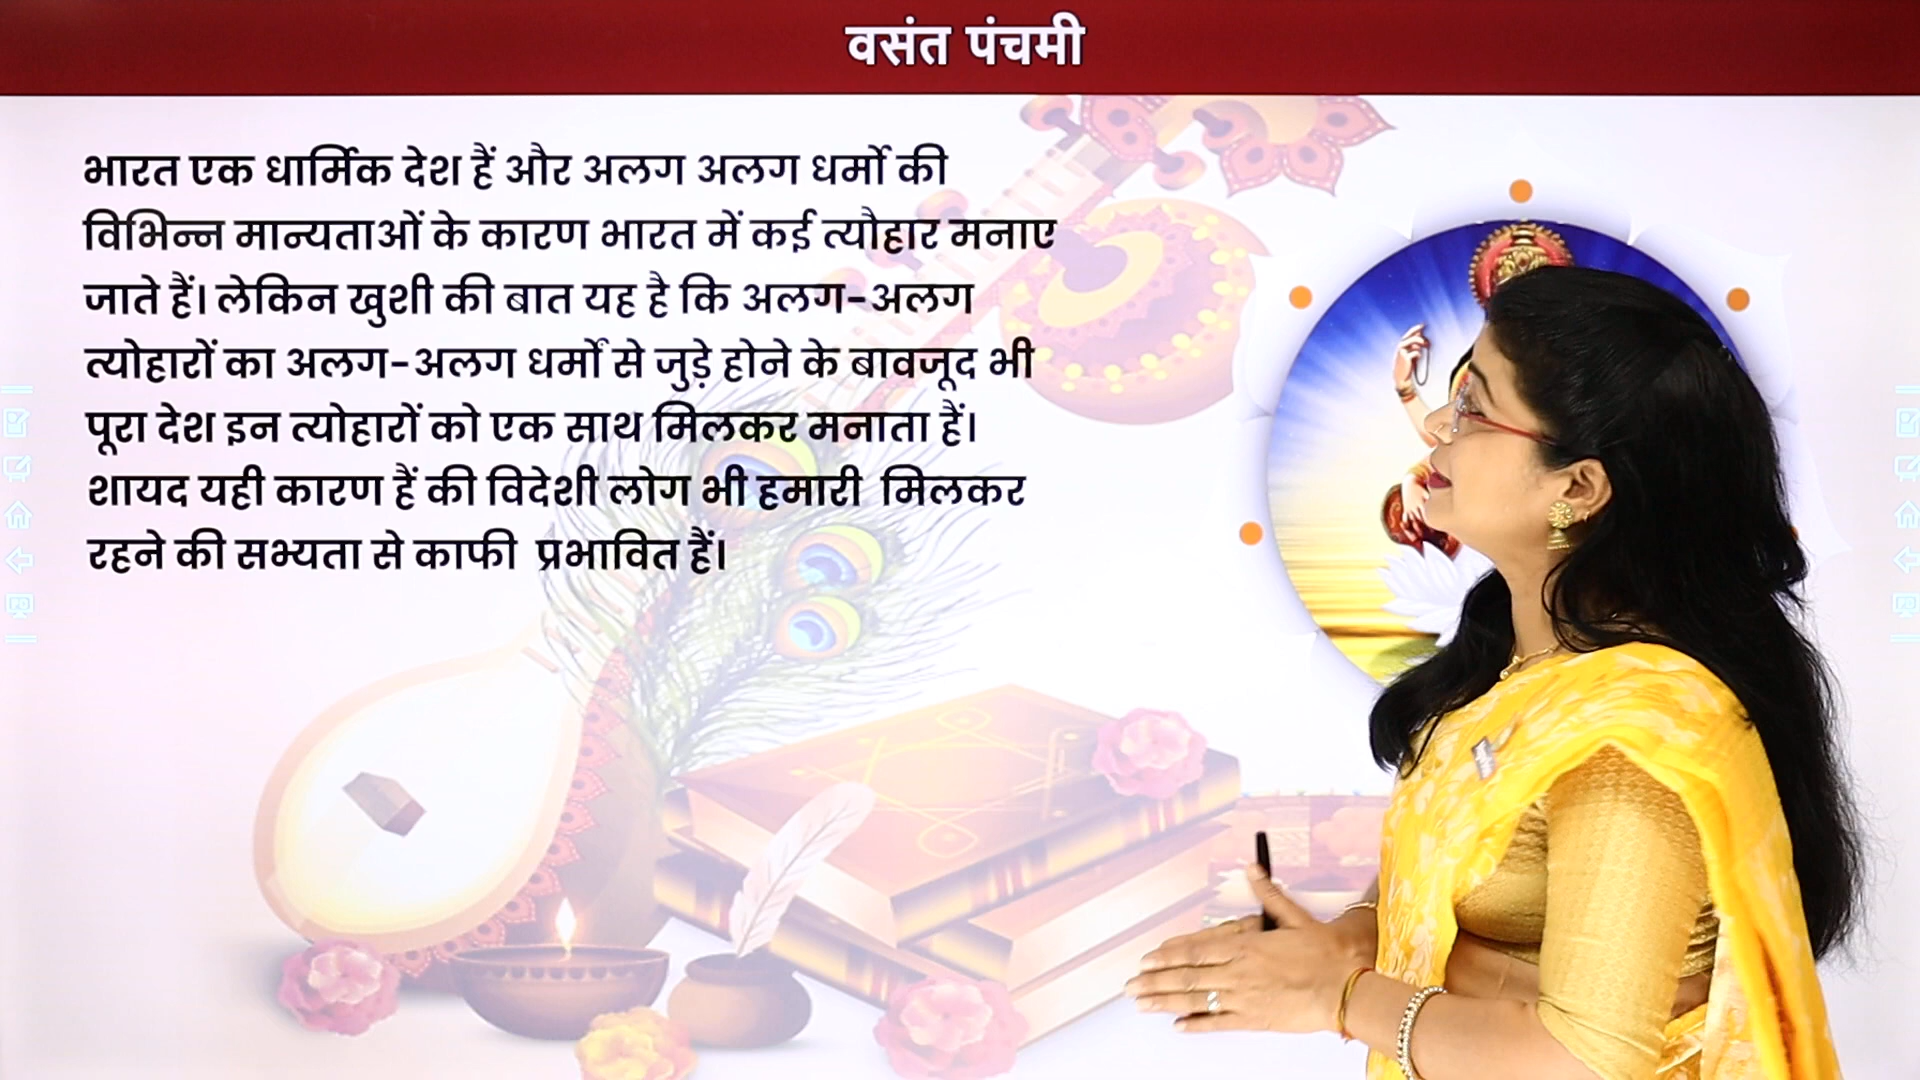 वसंत पंचमी
भारत एक धार्मिक देश हैं और अलग अलग धर्मो की
विभिन्न मान्यताओं के कारण भारत में कई त्यौहार मनाए
जाते हैं। लेकिन खुशी की बात यह है कि अलग-अलग
त्योहारों का अलग-अलग धर्मों से जुड़े होने के बावजूद भी
पूरा देश इन त्योहारों को एक साथ मिलकर मनाता हैं।
शायद यही कारण हैं की विदेशी लोग भी हमारी मिलकर
रहने की सभ्यता से काफी प्रभावित हैं।